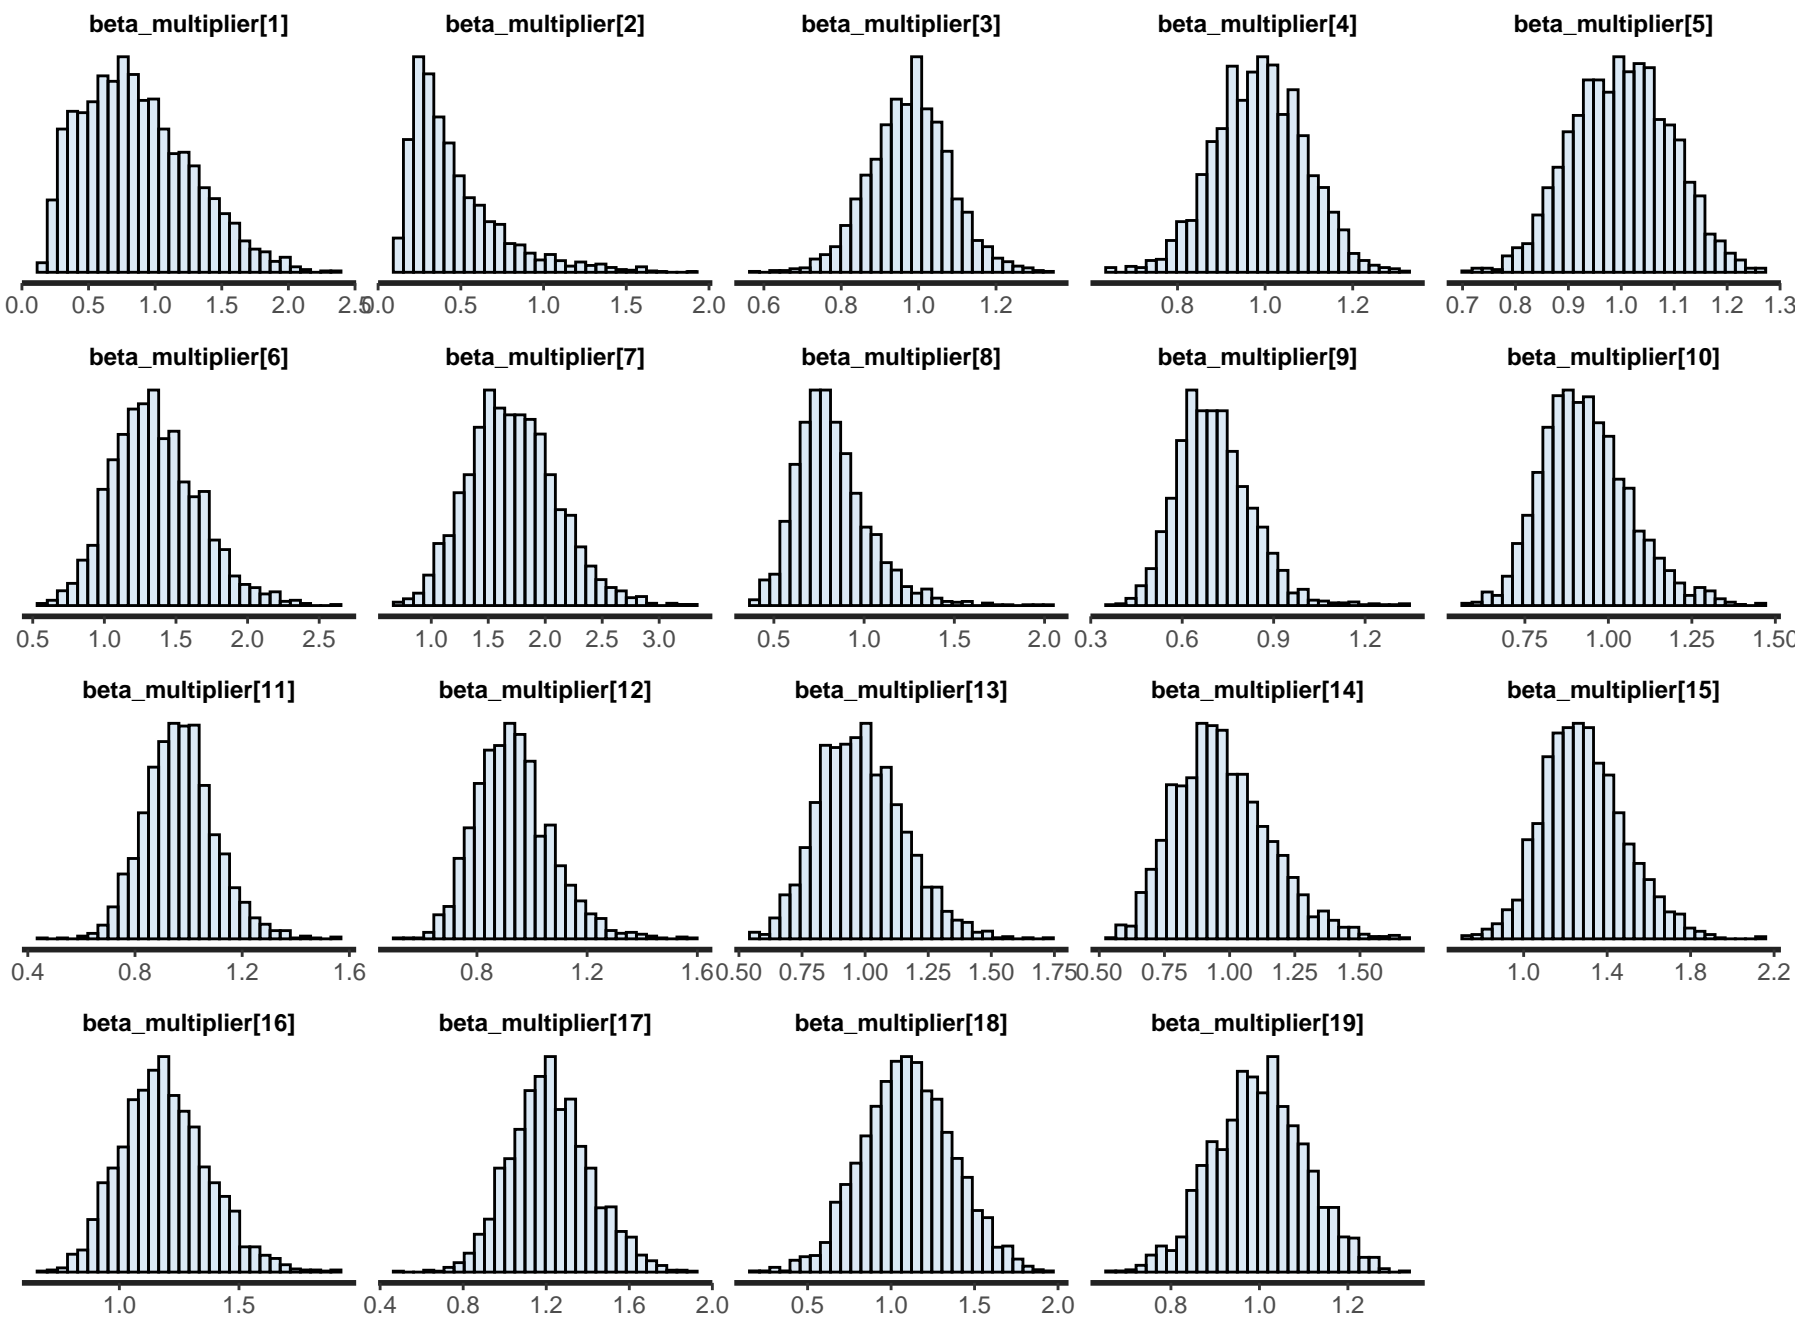 beta_multiplier[1] beta_multiplier[2] beta_multiplier[3] beta_multiplier[4] beta_multiplier[5]
0.0 0.5 1.0 1.5 2.0 2.5 0.0 0.5 1.0 1.5 2.0 0.6 0.8 1.0 1.2 0.8 1.0 1.2 0.7 0.8 0.9 1.0 1.1 1.2 1.3
beta_multiplier[6] beta_multiplier[7] beta_multiplier[8] beta_multiplier[9] beta_multiplier[10]
0.5 1.0 1.5 2.0 2.5 1.0 1.5 2.0 2.5 3.0 0.5 1.0 1.5 2.0 0.3 0.6 0.9 1.2 0.75 1.00 1.25 1.50
beta_multiplier[11] beta_multiplier[12] beta_multiplier[13] beta_multiplier[14] beta_multiplier[15]
0.4 0.8 1.2 1.6 0.8 1.2 1.6 0.50 0.75 1.00 1.25 1.50 1.75 0.50 0.75 1.00 1.25 1.50 1.0 1.4 1.8 2.2
beta_multiplier[16] beta_multiplier[17] beta_multiplier[18] beta_multiplier[19]
1.0 1.5 0.4 0.8 1.2 1.6 2.0 0.5 1.0 1.5 2.0 0.8 1.0 1.2